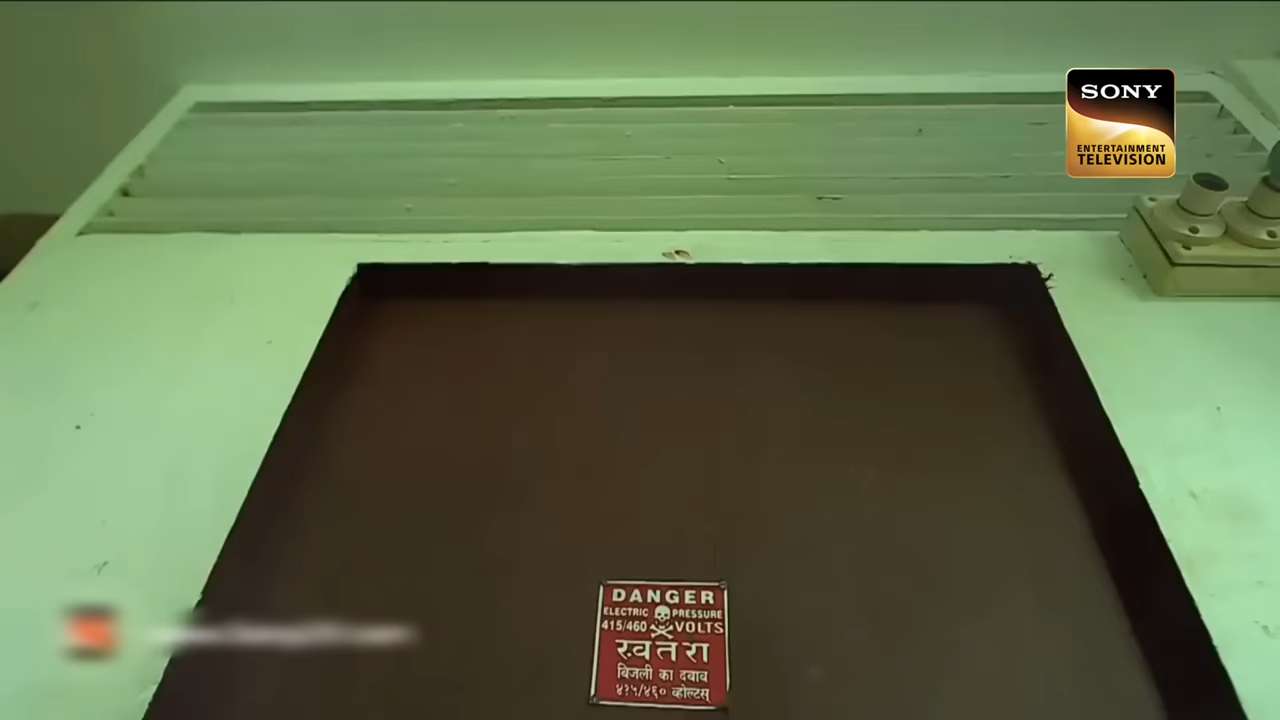 SONY
ENTERTAINMENT
TELEVISION
DANGER
ELECTRIC PRESSURE
415/460 VOLTS
खतरा
बिजली का दबाव
४१५/४६० व्होल्टस्